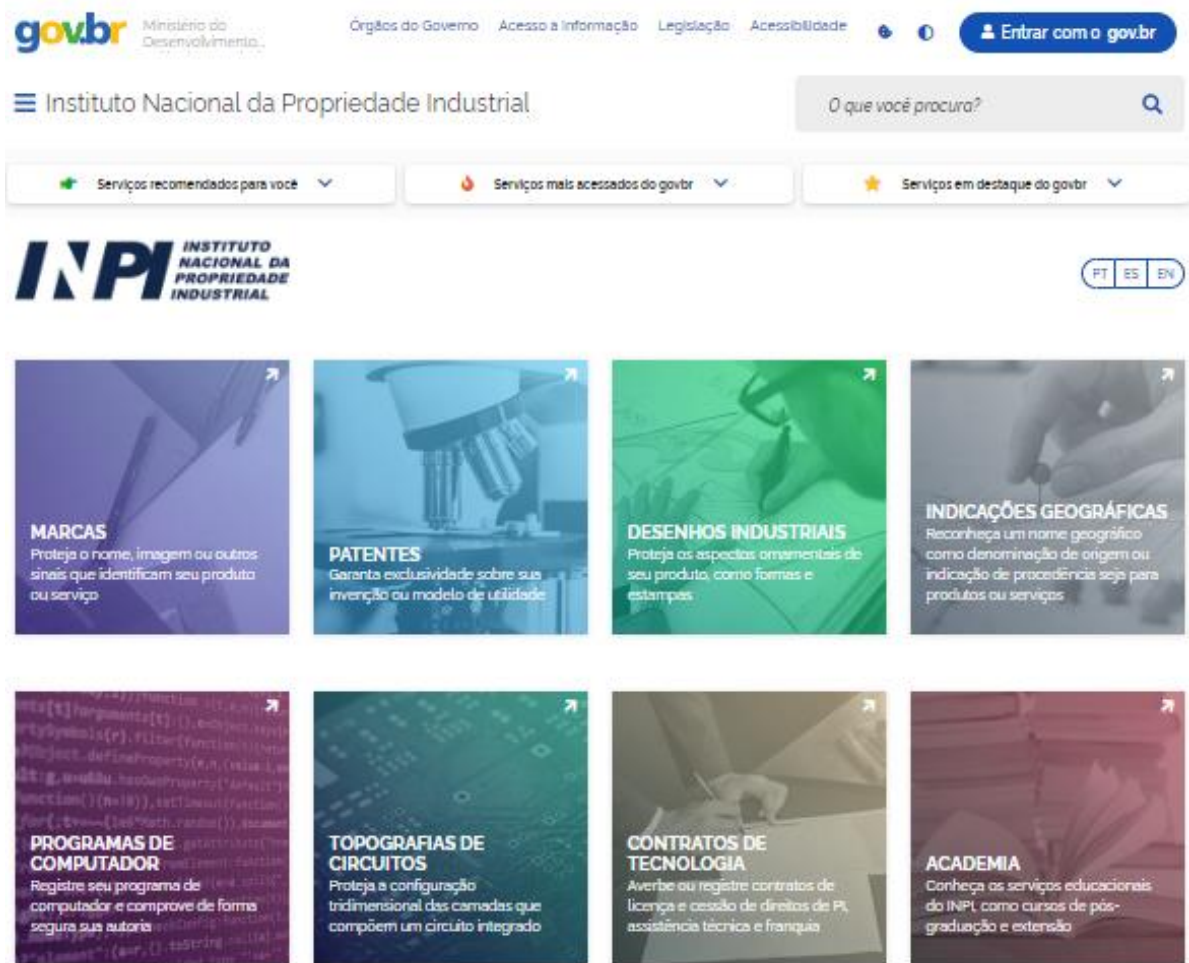 gov.br
Ministério do
Desenvolvimento...
Órgãos do Governo Acesso à Informação Legislação Acessibilidade
Entrar com o gov.br
Instituto Nacional da Propriedade Industrial
O que você procura?
Serviços recomendados para você
Serviços mais acessados do govbr
Serviços em destaque do govbr
INPI
INSTITUTO
NACIONAL DA
PROPRIEDADE
INDUSTRIAL
PT ES EN
MARCAS
Proteja o nome, imagem ou outros
sinais que identificam seu produto
ou serviço
PATENTES
Garanta exclusividade sobre sua
invenção ou modelo de utilidade
DESENHOS INDUSTRIAIS
Proteja os aspectos ornamentais de
seu produto, como formas e
estampas
INDICAÇÕES GEOGRÁFICAS
Reconheça um nome geográfico
como denominação de origem ou
indicação de procedência seja para
produtos ou serviços
PROGRAMAS DE
COMPUTADOR
Registre seu programa de
computador e comprove de forma
segura sua autoria
TOPOGRAFIAS DE
CIRCUITOS
Proteja a configuração
tridimensional das camadas que
compõem um circuito integrado
CONTRATOS DE
TECNOLOGIA
Averbe ou registre contratos de
licença e cessão de direitos de PI,
assistência técnica e franquia
ACADEMIA
Conheça os serviços educacionais
do INPI, como cursos de pós-
graduação e extensão